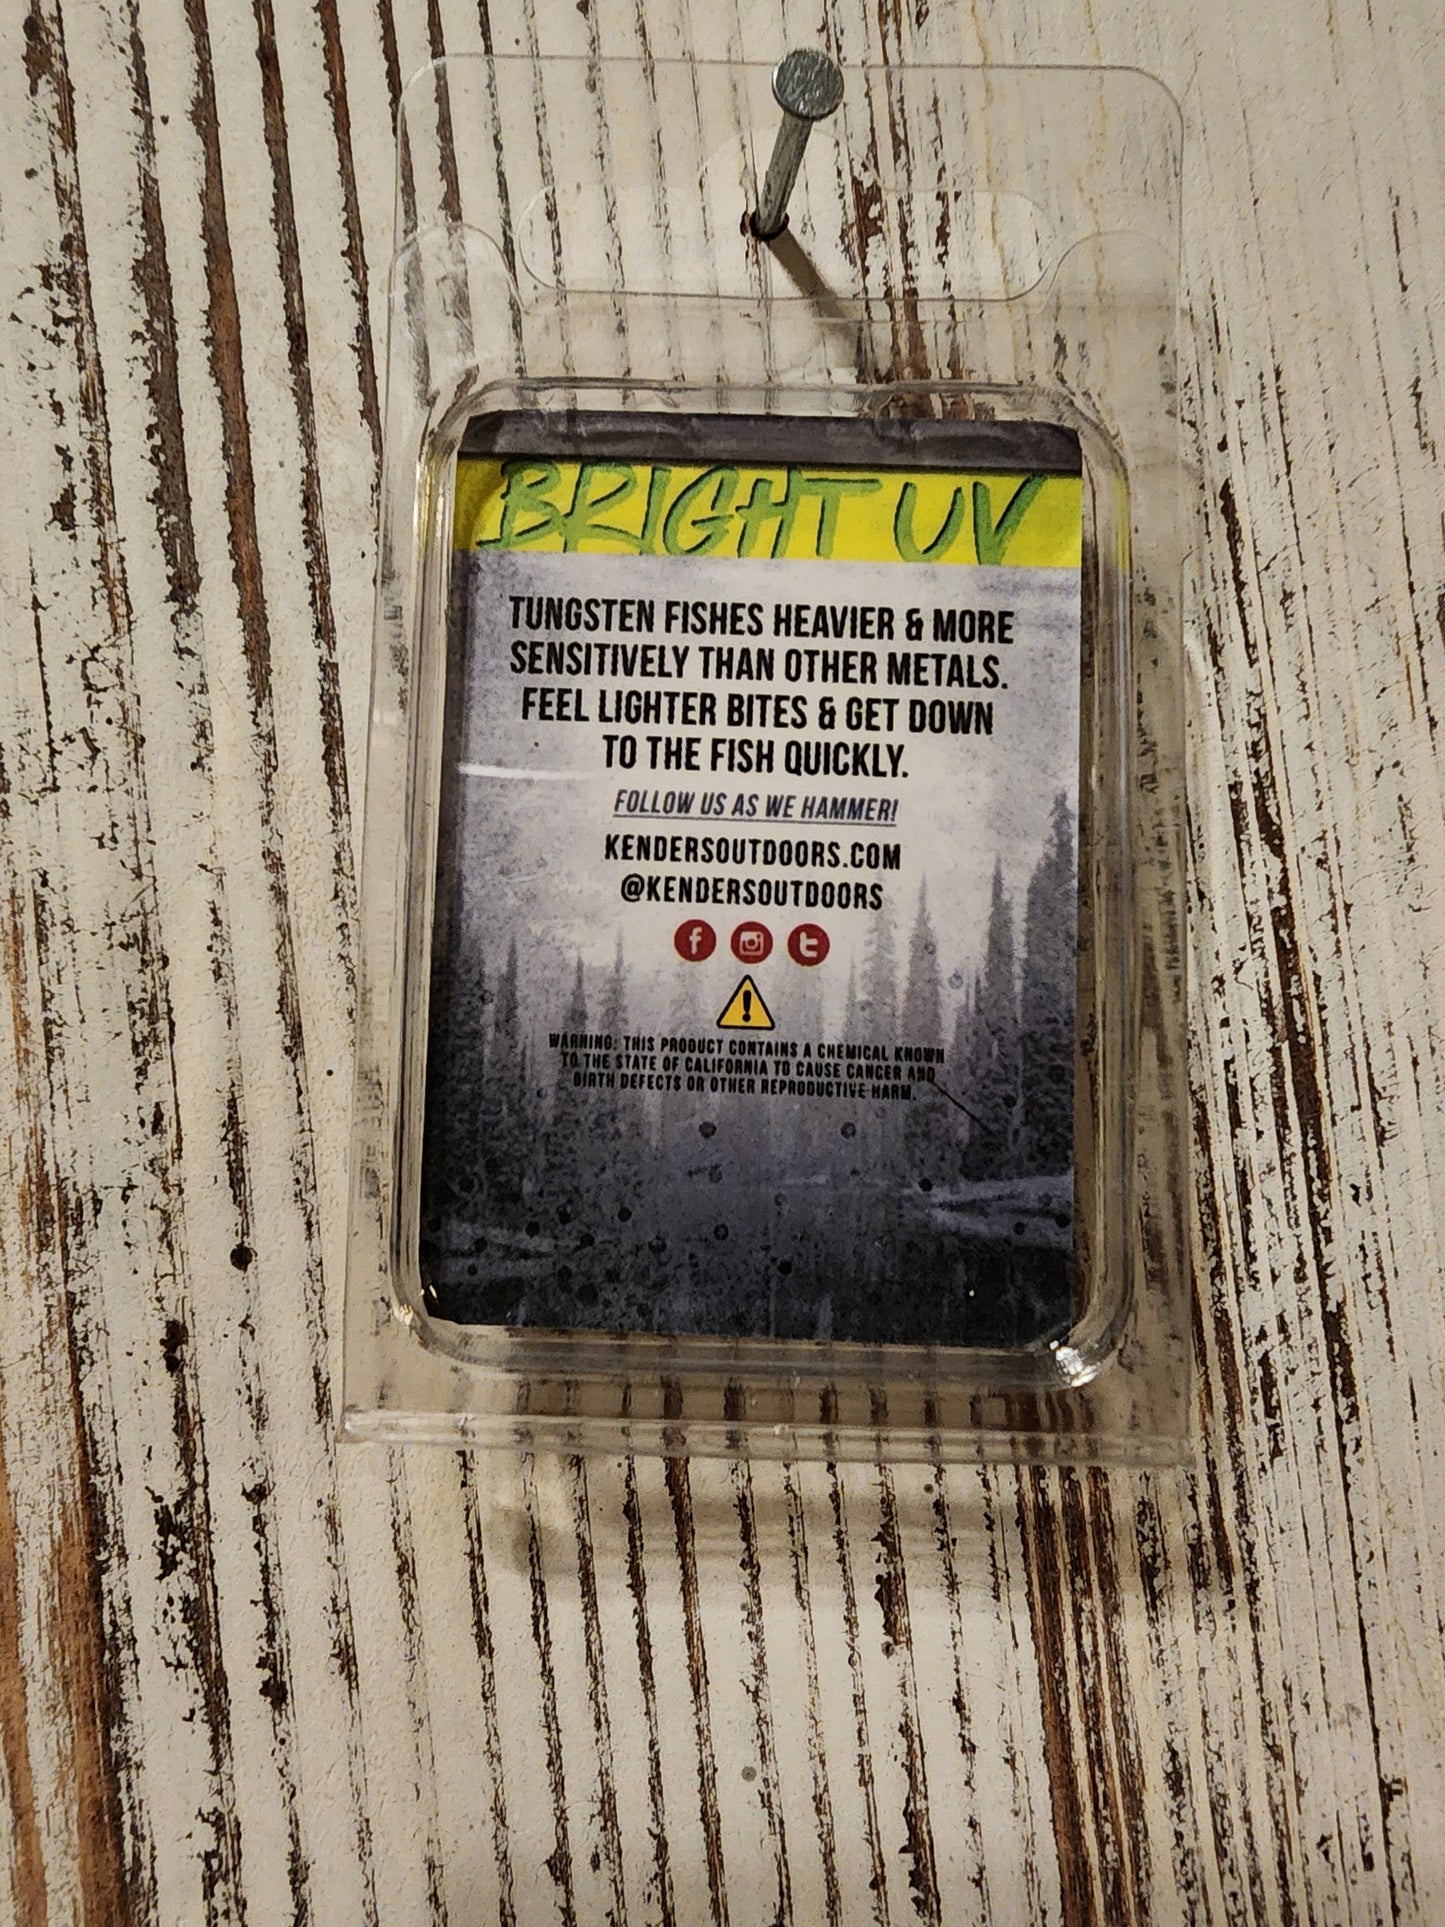 BRIGHT UV
TUNGSTEN FISHES HEAVIER & MORE
SENSITIVELY THAN OTHER METALS.
FEEL LIGHTER BITES & GET DOWN
TO THE FISH QUICKLY.
FOLLOW US AS WE HAMMER!
KENDERSOUTDOORS.COM
@KENDERSOUTDOORS
WARNING: THIS PRODUCT CONTAINS A CHEMICAL KNOWN
TO THE STATE OF CALIFORNIA TO CAUSE CANCER AND
BIRTH DEFECTS OR OTHER REPRODUCTIVE HARM.